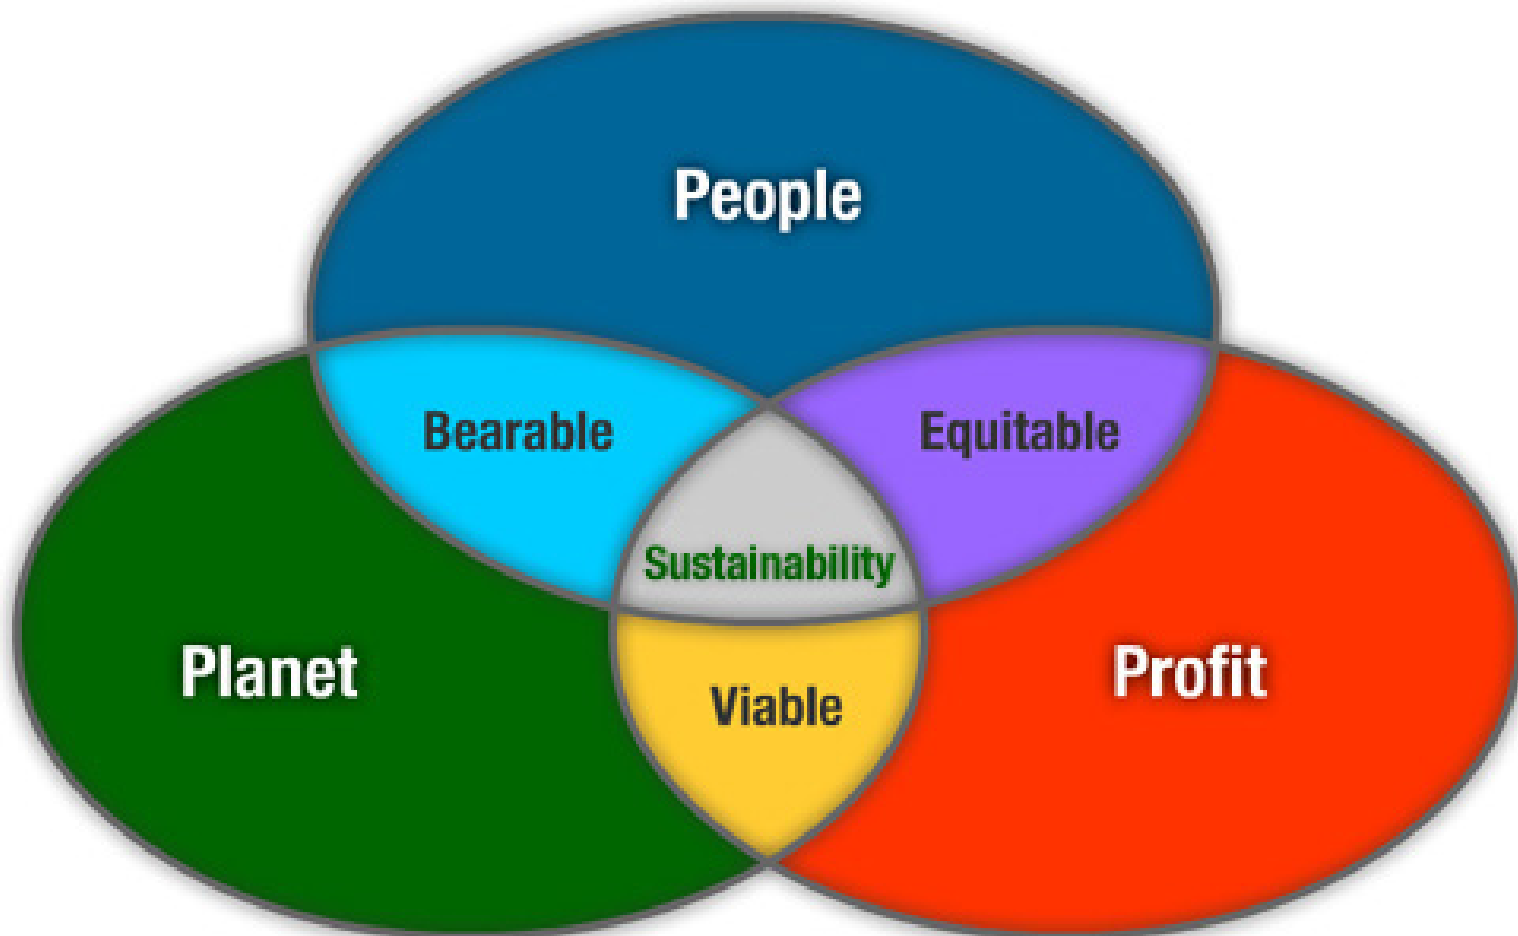 People
Bearable
Equitable
Sustainability
Planet
Profit
Viable